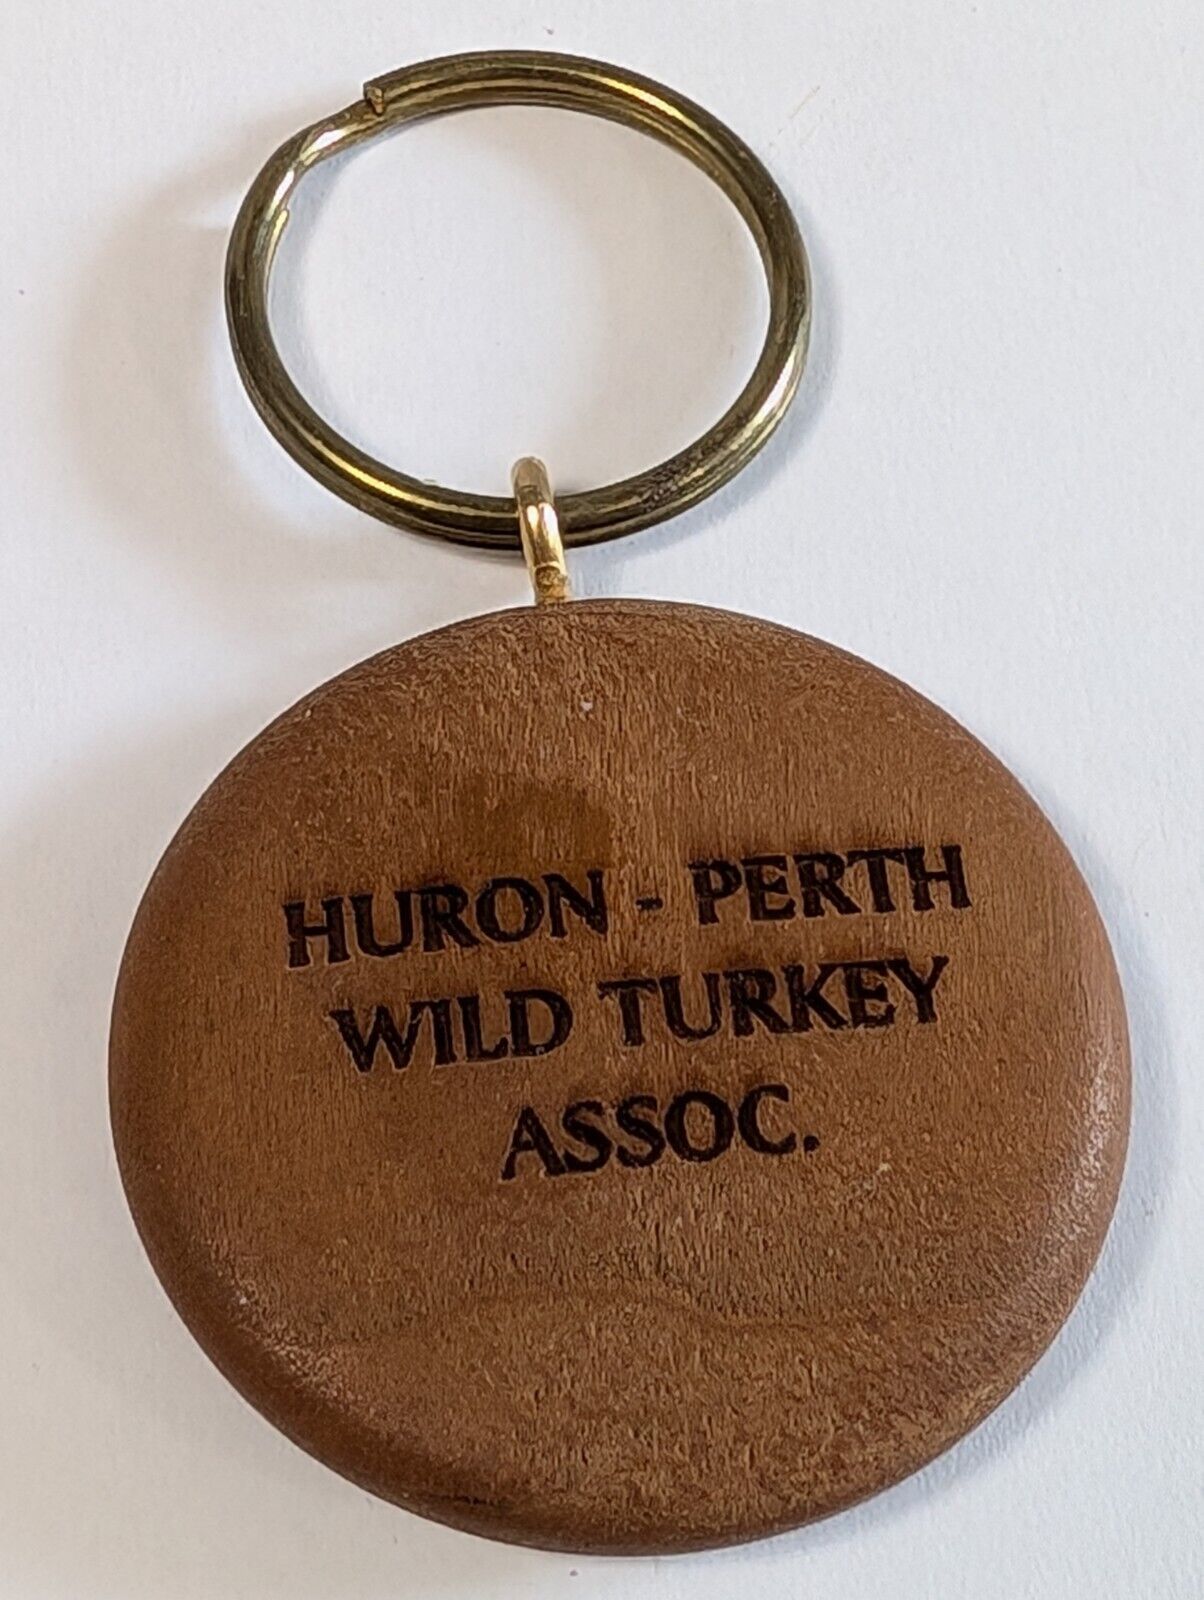 HURON - PERTH
WILD TURKEY
ASSOC.